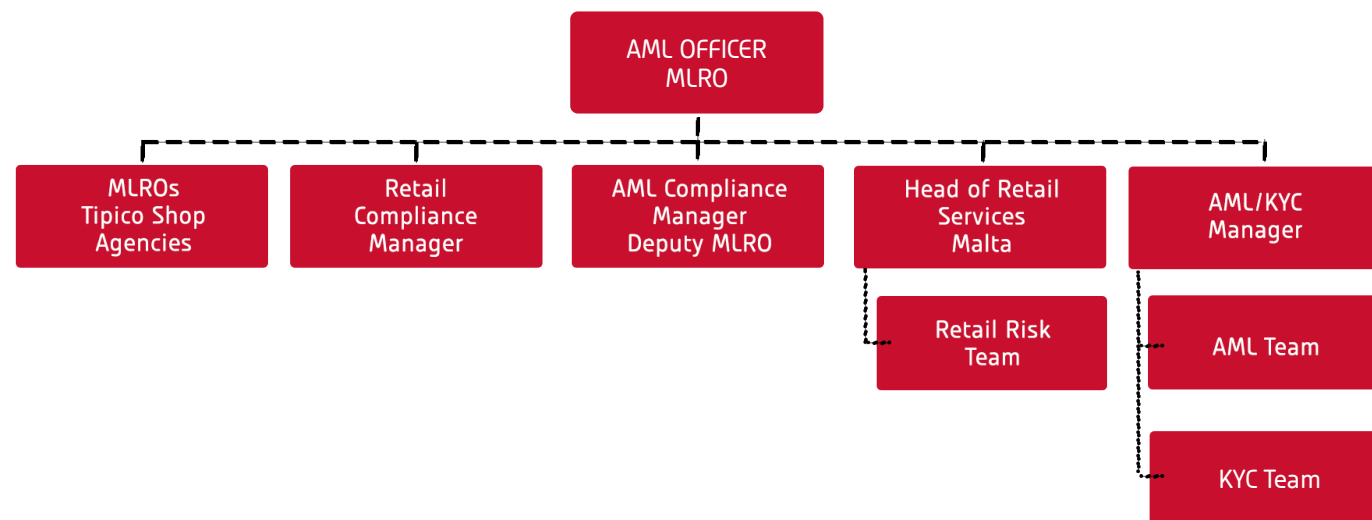 AML OFFICER
MLRO
MLROs
Tipico Shop
Agencies
Retail
Compliance
Manager
AML Compliance
Manager
Deputy MLRO
Head of Retail
Services
Malta
AML/KYC
Manager
Retail Risk
Team
AML Team
KYC Team